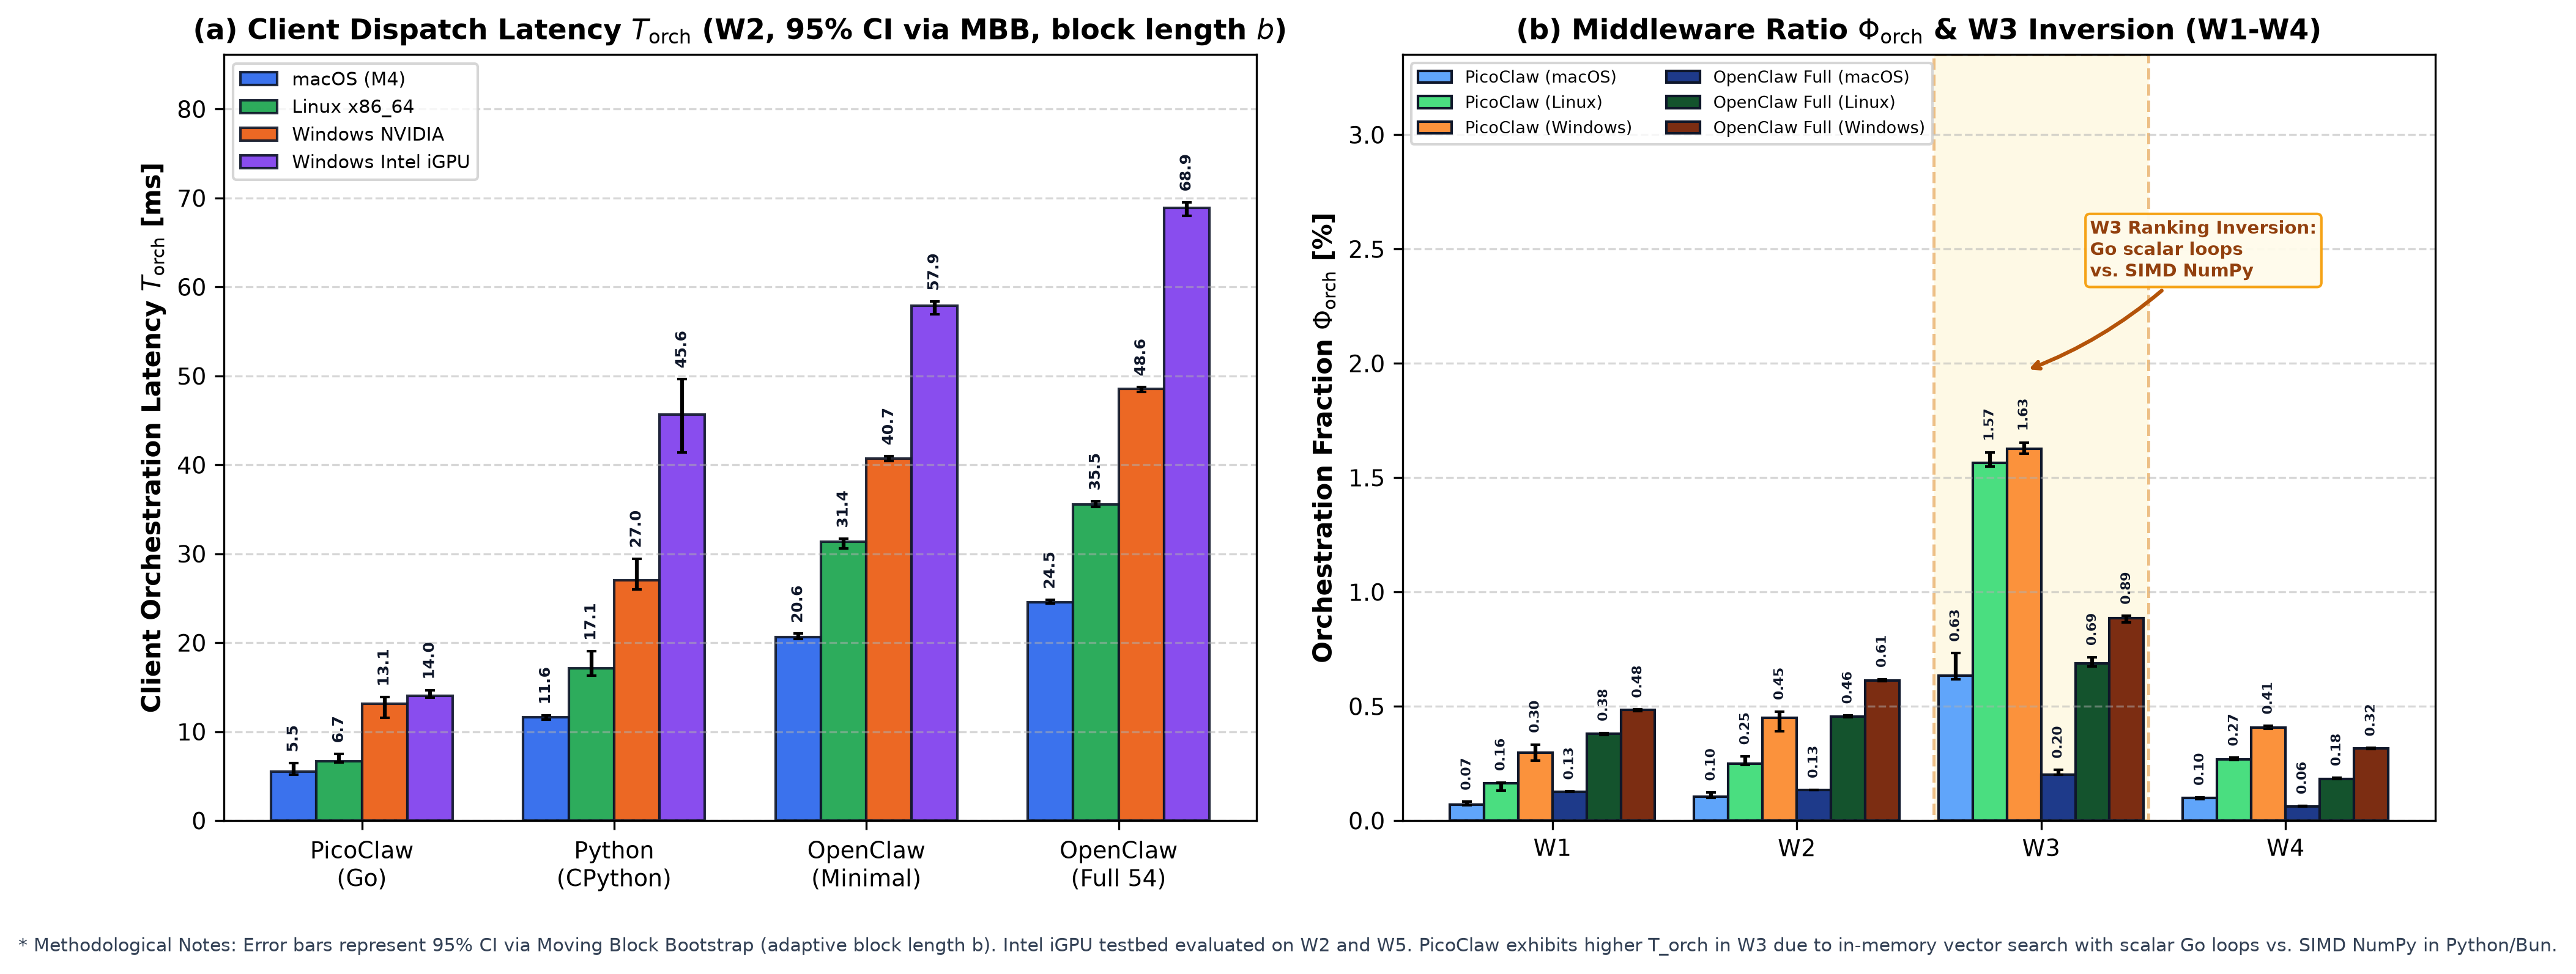 (a) Client Dispatch Latency T_orch (W2, 95% CI via MBB, block length b)
Client Orchestration Latency T_orch [ms]
80
70
60
50
40
30
20
10
0
macOS (M4)
Linux x86_64
Windows NVIDIA
Windows Intel iGPU
5.5
6.7
13.1
14.0
11.6
17.1
27.0
45.6
20.6
31.4
40.7
57.9
24.5
35.5
48.6
68.9
PicoClaw
(Go)
Python
(CPython)
OpenClaw
(Minimal)
OpenClaw
(Full 54)
(b) Middleware Ratio Φ_orch & W3 Inversion (W1-W4)
Orchestration Fraction Φ_orch [%]
3.0
2.5
2.0
1.5
1.0
0.5
0.0
PicoClaw (macOS)
PicoClaw (Linux)
PicoClaw (Windows)
OpenClaw Full (macOS)
OpenClaw Full (Linux)
OpenClaw Full (Windows)
W3 Ranking Inversion:
Go scalar loops
vs. SIMD NumPy
0.07
0.16
0.30
0.13
0.38
0.48
0.10
0.25
0.45
0.13
0.46
0.61
0.63
1.57
1.63
0.20
0.69
0.89
0.10
0.27
0.41
0.06
0.18
0.32
W1
W2
W3
W4
* Methodological Notes: Error bars represent 95% CI via Moving Block Bootstrap (adaptive block length b). Intel iGPU testbed evaluated on W2 and W5. PicoClaw exhibits higher T_orch in W3 due to in-memory vector search with scalar Go loops vs. SIMD NumPy in Python/Bun.